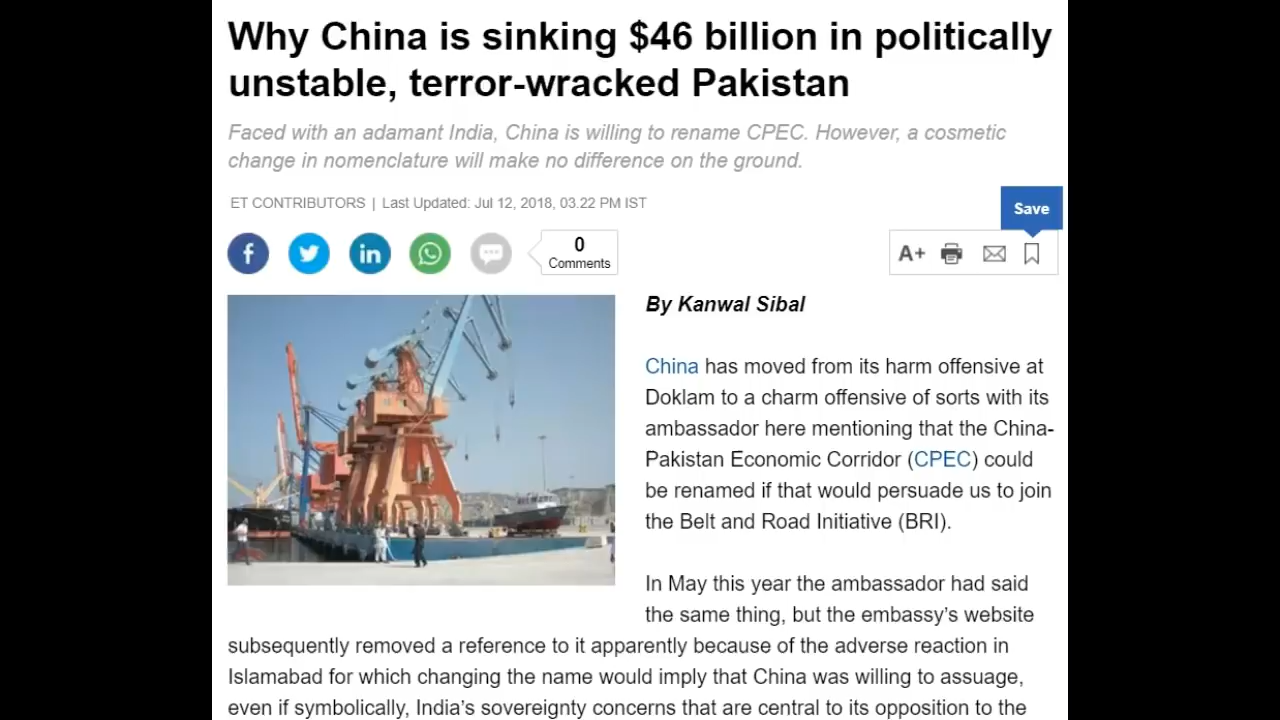 Why China is sinking $46 billion in politically
unstable, terror-wracked Pakistan
Faced with an adamant India, China is willing to rename CPEC. However, a cosmetic
change in nomenclature will make no difference on the ground.
ET CONTRIBUTORS | Last Updated: Jul 12, 2018, 03.22 PM IST
Save
f
in
0
Comments
A+
By Kanwal Sibal
China has moved from its harm offensive at
Doklam to a charm offensive of sorts with its
ambassador here mentioning that the China-
Pakistan Economic Corridor (CPEC) could
be renamed if that would persuade us to join
the Belt and Road Initiative (BRI).
In May this year the ambassador had said
the same thing, but the embassy’s website
subsequently removed a reference to it apparently because of the adverse reaction in
Islamabad for which changing the name would imply that China was willing to assuage,
even if symbolically, India’s sovereignty concerns that are central to its opposition to the